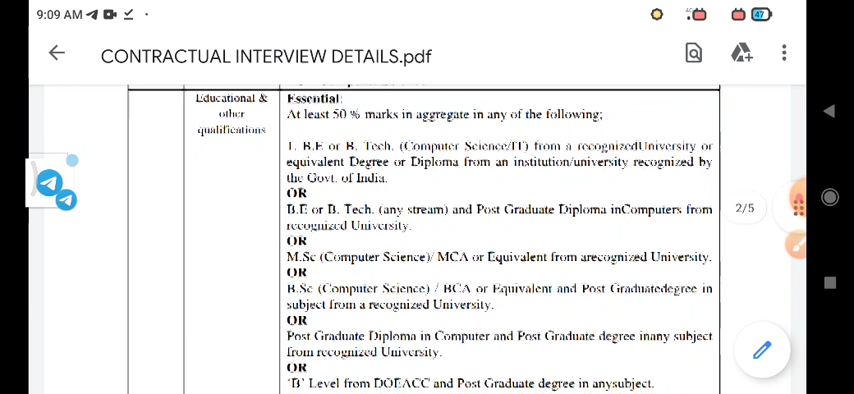 9:09 AM
47
CONTRACTUAL INTERVIEW DETAILS.pdf
Educational &
other
qualifications
Essential:
At least 50 % marks in aggregate in any of the following;
1. B.E or B. Tech. (Computer Science/IT) from a recognizedUniversity or
equivalent Degree or Diploma from an institution/university recognized by
the Govt. of India.
OR
B.E or B. Tech. (any stream) and Post Graduate Diploma inComputers from
recognized University.
OR
M.Sc (Computer Science)/ MCA or Equivalent from arecognized University.
OR
B.Sc (Computer Science) / BCA or Equivalent and Post Graduatedegree in
subject from a recognized University.
OR
Post Graduate Diploma in Computer and Post Graduate degree inany subject
from recognized University.
OR
'B' Level from DOEACC and Post Graduate degree in anysubject.
2/5